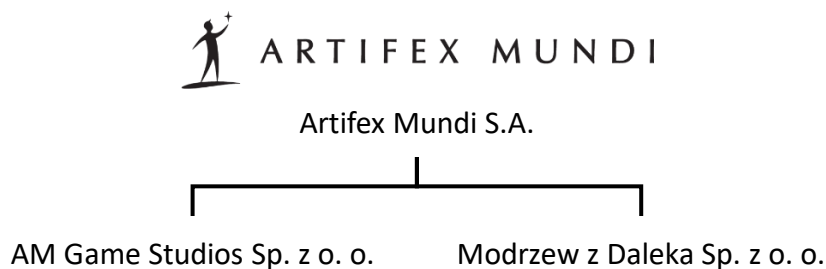 ARTIFEX MUNDI
Artifex Mundi S.A.
AM Game Studios Sp. z o. o.
Modrzew z Daleka Sp. z o. o.